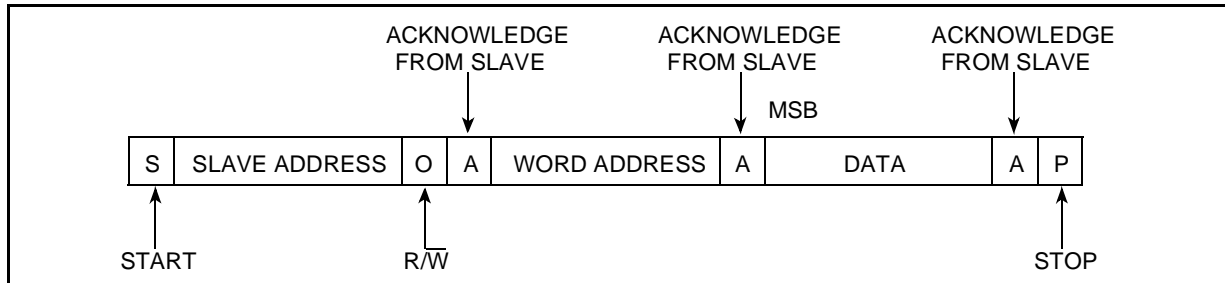 ACKNOWLEDGE ACKNOWLEDGE ACKNOWLEDGE
FROM SLAVE FROM SLAVE FROM SLAVE
MSB
S SLAVE ADDRESS O A WORD ADDRESS A DATA A P
START R/W̅ STOP